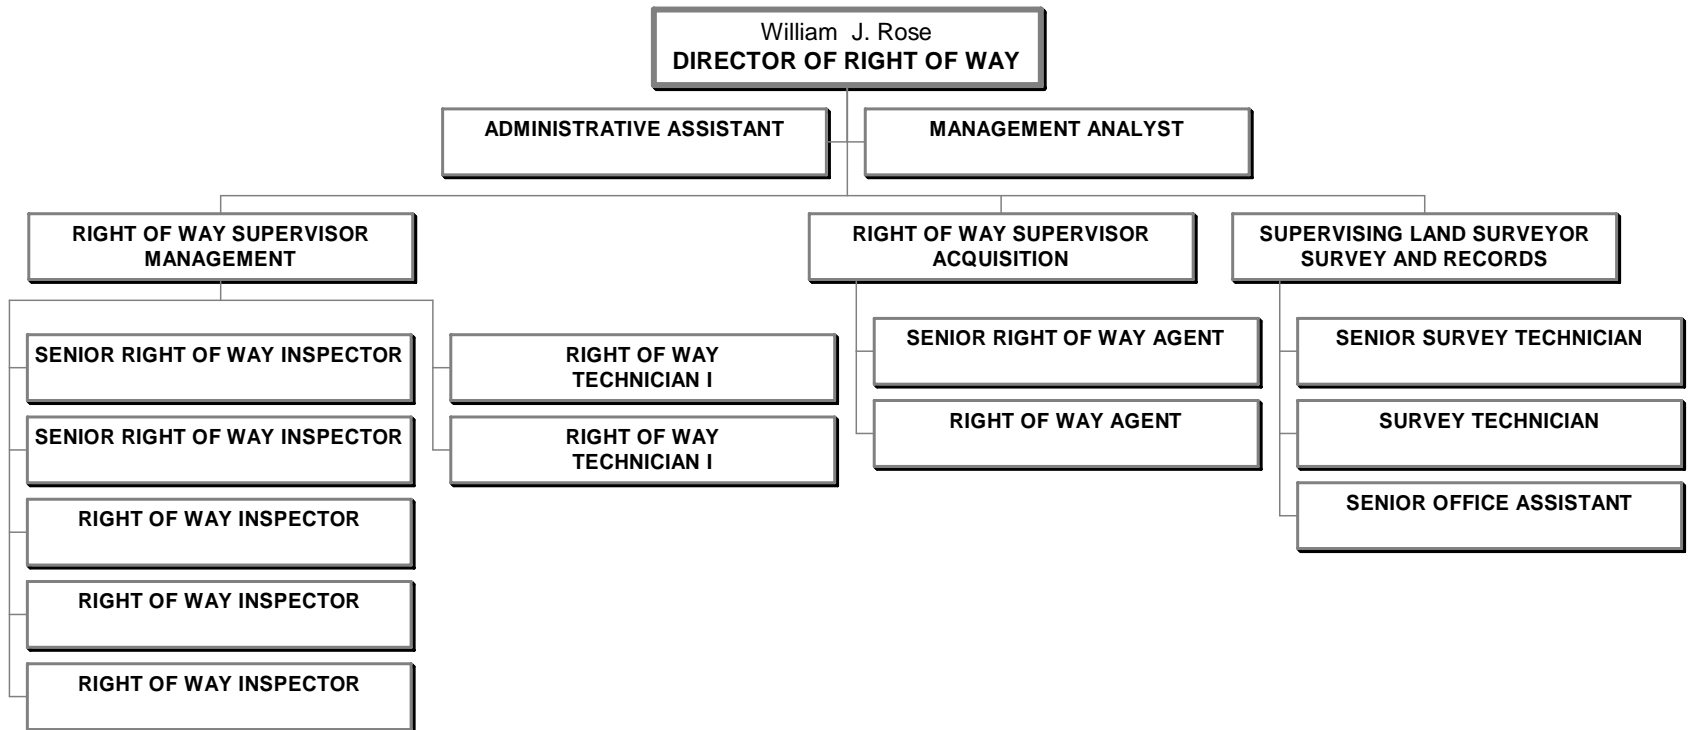 William J. Rose
DIRECTOR OF RIGHT OF WAY
ADMINISTRATIVE ASSISTANT
MANAGEMENT ANALYST
RIGHT OF WAY SUPERVISOR
MANAGEMENT
RIGHT OF WAY SUPERVISOR
ACQUISITION
SUPERVISING LAND SURVEYOR
SURVEY AND RECORDS
SENIOR RIGHT OF WAY INSPECTOR
SENIOR RIGHT OF WAY INSPECTOR
RIGHT OF WAY INSPECTOR
RIGHT OF WAY INSPECTOR
RIGHT OF WAY INSPECTOR
RIGHT OF WAY
TECHNICIAN I
RIGHT OF WAY
TECHNICIAN I
SENIOR RIGHT OF WAY AGENT
RIGHT OF WAY AGENT
SENIOR SURVEY TECHNICIAN
SURVEY TECHNICIAN
SENIOR OFFICE ASSISTANT